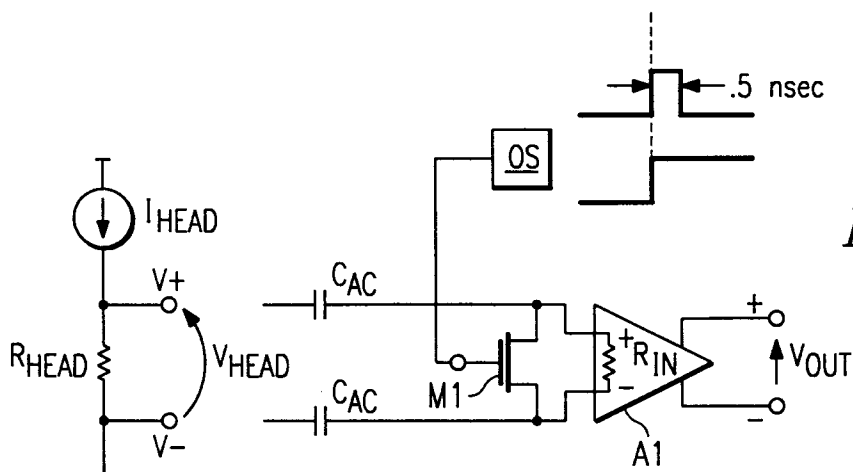 .5 nsec
OS
I_HEAD
V+
C_AC
R_HEAD
V_HEAD
M1
+
R_IN
-
+
V_OUT
-
V-
C_AC
A1